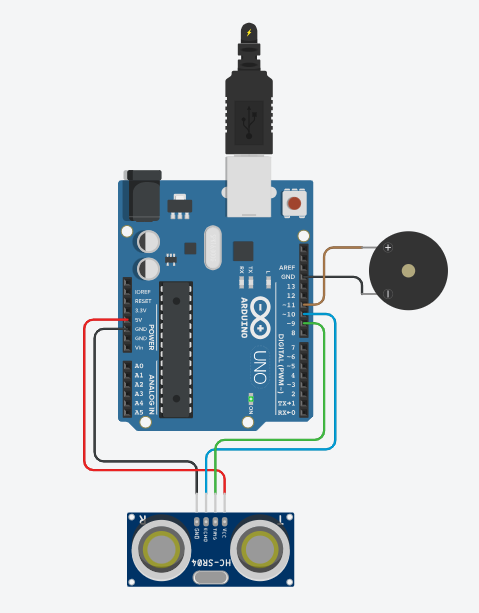 AREF
GND
13
12
~11
~10
~9
8
7
~6
~5
4
~3
2
TX→1
RX←0
DIGITAL (PWM~)
RX
TX
L
ARDUINO
UNO
ON
IOREF
RESET
3.3V
5V
GND
GND
Vin
POWER
A0
A1
A2
A3
A4
A5
ANALOG IN
+
-
R
T
GND
ECHO
TRIG
VCC
HC-SR04